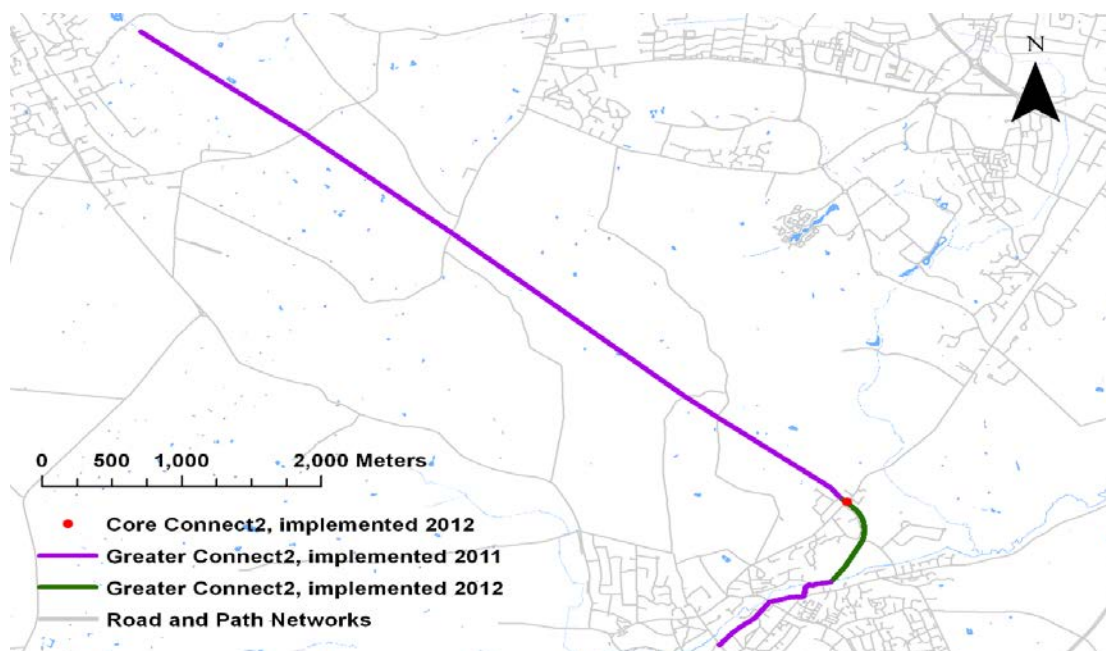 N
0 500 1,000 2,000 Meters
Core Connect2, implemented 2012
Greater Connect2, implemented 2011
Greater Connect2, implemented 2012
Road and Path Networks